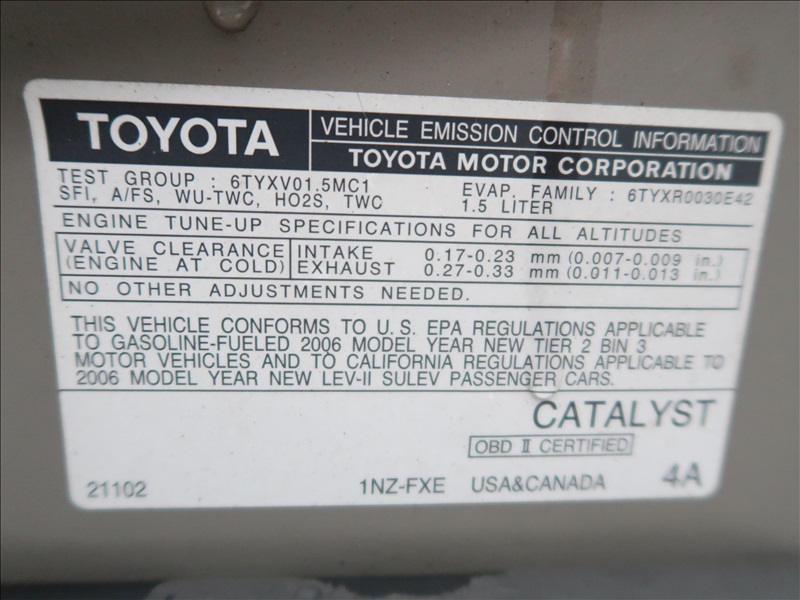 TOYOTA
VEHICLE EMISSION CONTROL INFORMATION
TOYOTA MOTOR CORPORATION
TEST GROUP : 6TYXV01.5MC1
SFI, A/FS, WU-TWC, HO2S, TWC
EVAP. FAMILY : 6TYXR0030E42
1.5 LITER
ENGINE TUNE-UP SPECIFICATIONS FOR ALL ALTITUDES
VALVE CLEARANCE
(ENGINE AT COLD)
INTAKE 0.17-0.23 mm (0.007-0.009 in.)
EXHAUST 0.27-0.33 mm (0.011-0.013 in.)
NO OTHER ADJUSTMENTS NEEDED.
THIS VEHICLE CONFORMS TO U.S. EPA REGULATIONS APPLICABLE
TO GASOLINE-FUELED 2006 MODEL YEAR NEW TIER 2 BIN 3
MOTOR VEHICLES AND TO CALIFORNIA REGULATIONS APPLICABLE TO
2006 MODEL YEAR NEW LEV-II SULEV PASSENGER CARS.
CATALYST
OBD II CERTIFIED
21102 1NZ-FXE USA&CANADA 4A